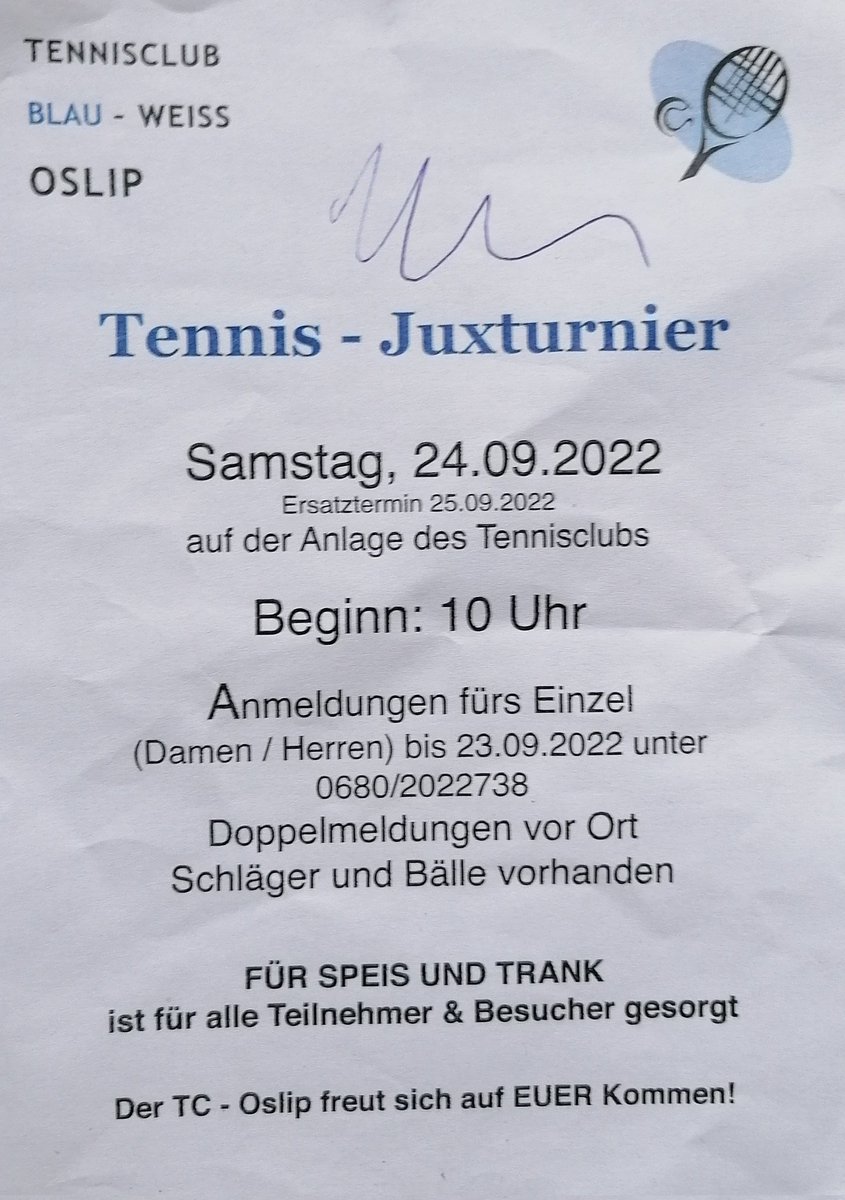 TENNISCLUB
BLAU - WEISS
OSLIP
Tennis - Juxturnier
Samstag, 24.09.2022
Ersatztermin 25.09.2022
auf der Anlage des Tennisclubs
Beginn: 10 Uhr
Anmeldungen fürs Einzel
(Damen / Herren) bis 23.09.2022 unter
0680/2022738
Doppelmeldungen vor Ort
Schläger und Bälle vorhanden
FÜR SPEIS UND TRANK
ist für alle Teilnehmer & Besucher gesorgt
Der TC - Oslip freut sich auf EUER Kommen!